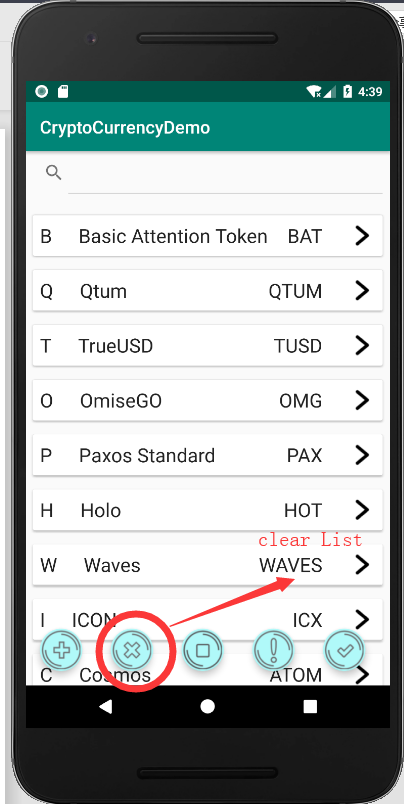 4:39
CryptoCurrencyDemo
B Basic Attention Token BAT
Q Qtum QTUM
T TrueUSD TUSD
O OmiseGO OMG
P Paxos Standard PAX
H Holo HOT
clear List
W Waves WAVES
I ICON ICX
C Cosmos ATOM